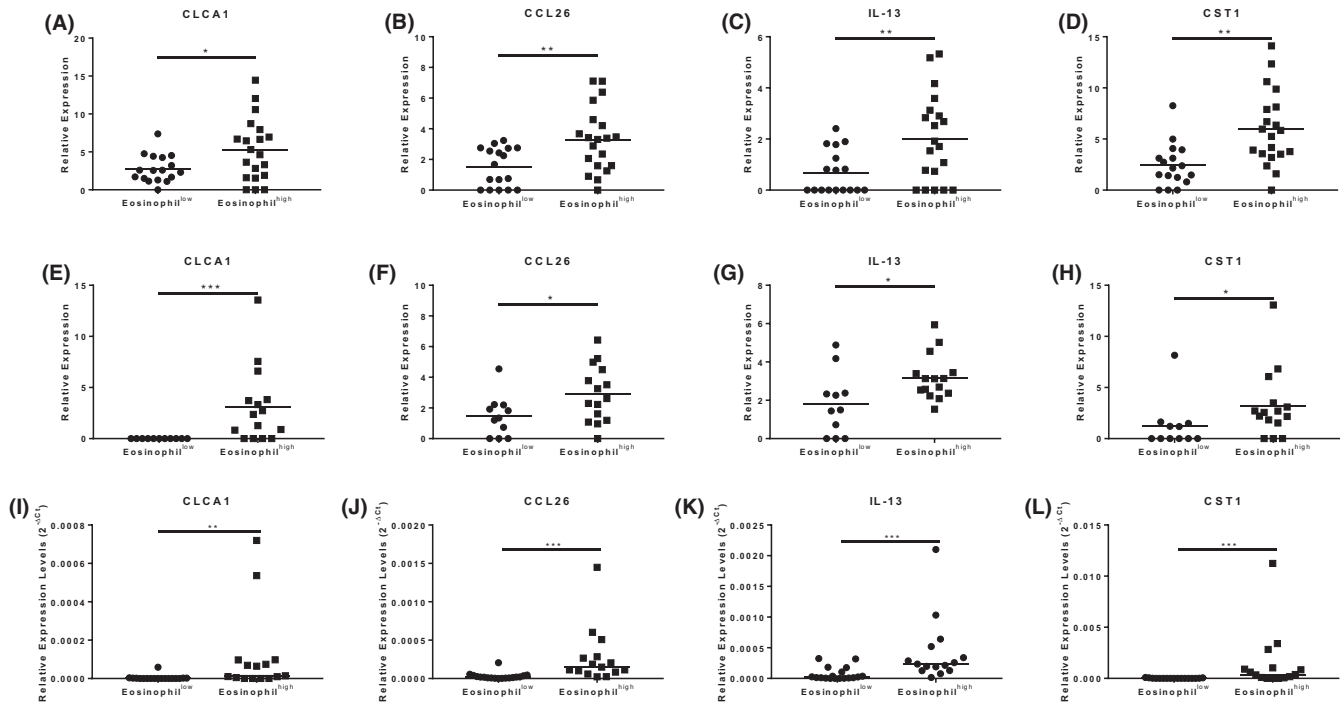 (A) CLCA1
Relative Expression
20
15
10
5
0
*
Eosinophil^low Eosinophil^high
(B) CCL26
Relative Expression
10
8
6
4
2
0
**
Eosinophil^low Eosinophil^high
(C) IL-13
Relative Expression
6
4
2
0
**
Eosinophil^low Eosinophil^high
(D) CST1
Relative Expression
15
10
5
0
**
Eosinophil^low Eosinophil^high
(E) CLCA1
Relative Expression
15
10
5
0
***
Eosinophil^low Eosinophil^high
(F) CCL26
Relative Expression
10
8
6
4
2
0
*
Eosinophil^low Eosinophil^high
(G) IL-13
Relative Expression
8
6
4
2
0
*
Eosinophil^low Eosinophil^high
(H) CST1
Relative Expression
15
10
5
0
*
Eosinophil^low Eosinophil^high
(I) CLCA1
Relative Expression Levels (2^-ΔCt)
0.0008
0.0006
0.0004
0.0002
0.0000
**
Eosinophil^low Eosinophil^high
(J) CCL26
Relative Expression Levels (2^-ΔCt)
0.0020
0.0015
0.0010
0.0005
0.0000
***
Eosinophil^low Eosinophil^high
(K) IL-13
Relative Expression Levels (2^-ΔCt)
0.0025
0.0020
0.0015
0.0010
0.0005
0.0000
***
Eosinophil^low Eosinophil^high
(L) CST1
Relative Expression Levels (2^-ΔCt)
0.015
0.010
0.005
0.000
***
Eosinophil^low Eosinophil^high